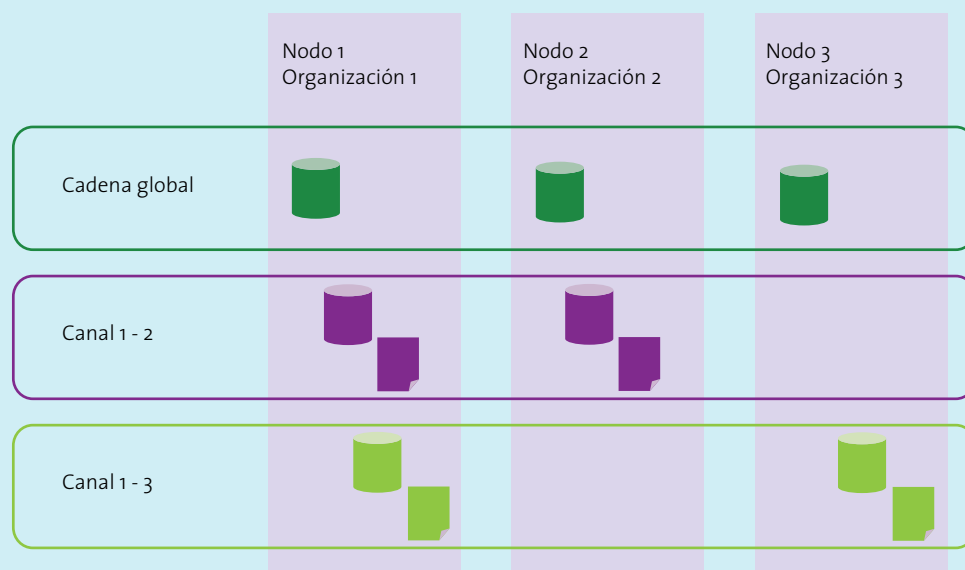 Nodo 1
Organización 1
Nodo 2
Organización 2
Nodo 3
Organización 3
Cadena global
Canal 1 - 2
Canal 1 - 3